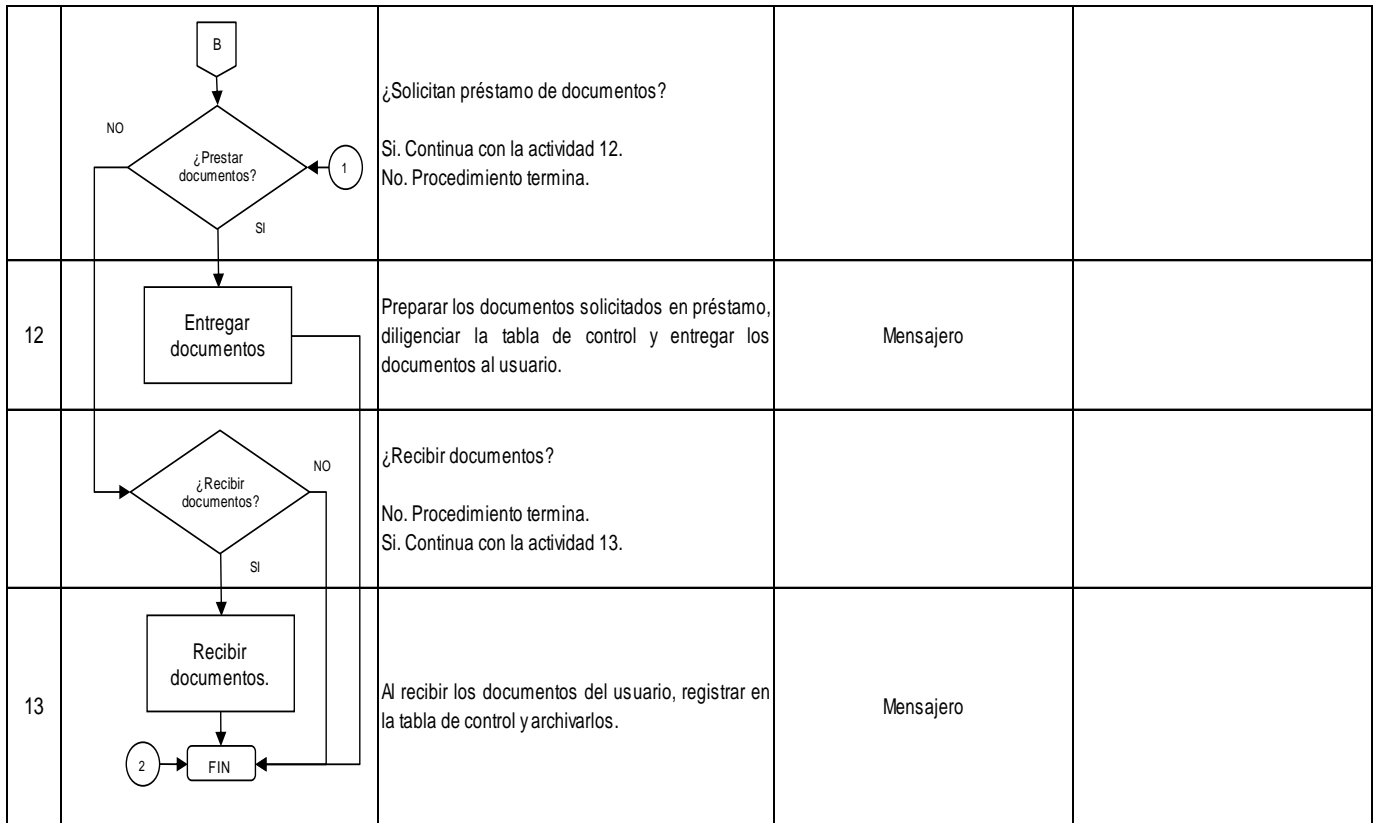 B
NO
¿Prestar
documentos?
1
SI
¿Solicitan préstamo de documentos?
Si. Continua con la actividad 12.
No. Procedimiento termina.
12
Entregar
documentos
Preparar los documentos solicitados en préstamo,
diligenciar la tabla de control y entregar los
documentos al usuario.
Mensajero
¿Recibir
documentos?
NO
SI
¿Recibir documentos?
No. Procedimiento termina.
Si. Continua con la actividad 13.
13
Recibir
documentos.
2
FIN
Al recibir los documentos del usuario, registrar en
la tabla de control y archivarlos.
Mensajero